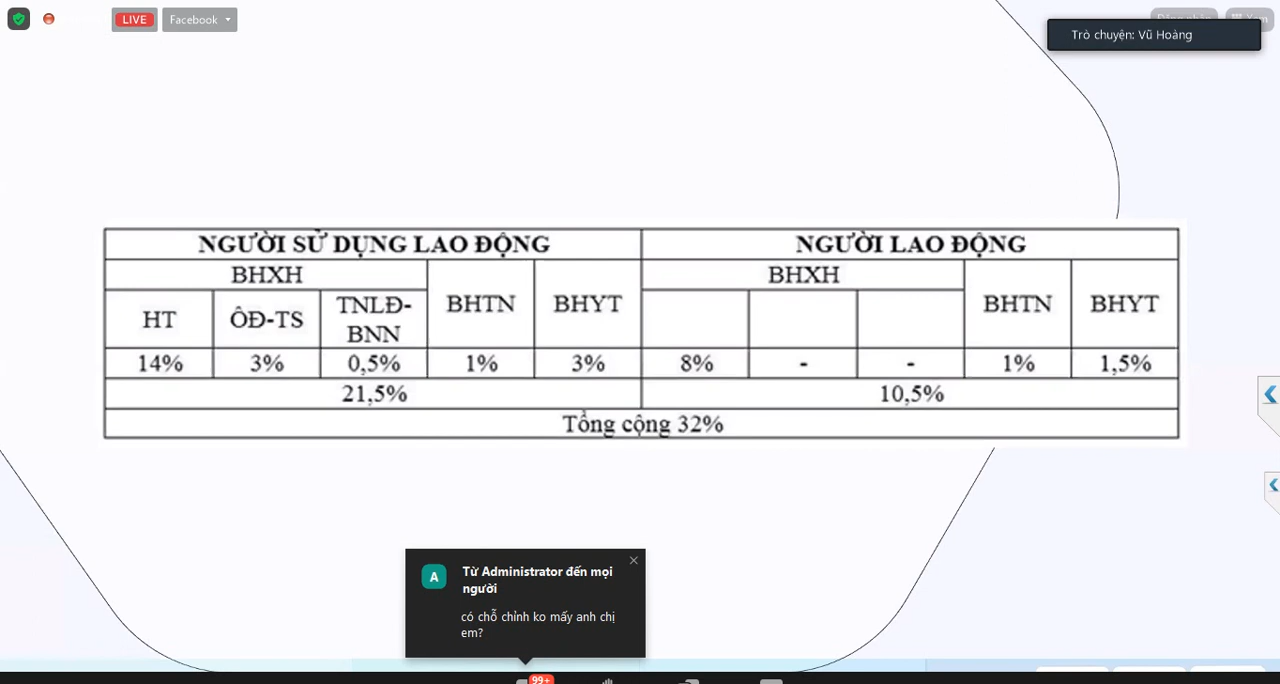 LIVE
Facebook
Trò chuyện: Vũ Hoảng
NGƯỜI SỬ DỤNG LAO ĐỘNG
NGƯỜI LAO ĐỘNG
BHXH
BHTN
BHYT
BHXH
BHTN
BHYT
HT
ÔĐ-TS
TNLĐ-
BNN
14%
3%
0,5%
1%
3%
8%
-
-
1%
1,5%
21,5%
10,5%
Tổng cộng 32%
Từ Administrator đến mọi
người
có chỗ chỉnh ko mấy anh chị
em?
99+